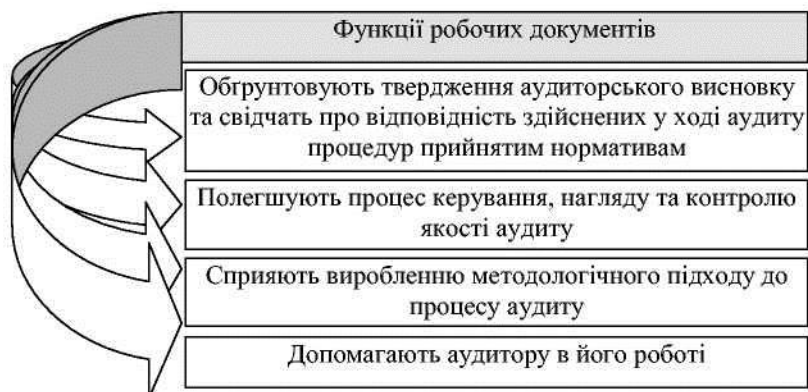 Функції робочих документів
Обґрунтовують твердження аудиторського висновку
та свідчать про відповідність здійснених у ході аудиту
процедур прийнятим нормативам
Полегшують процес керування, нагляду та контролю
якості аудиту
Сприяють виробленню методологічного підходу до
процесу аудиту
Допомагають аудитору в його роботі